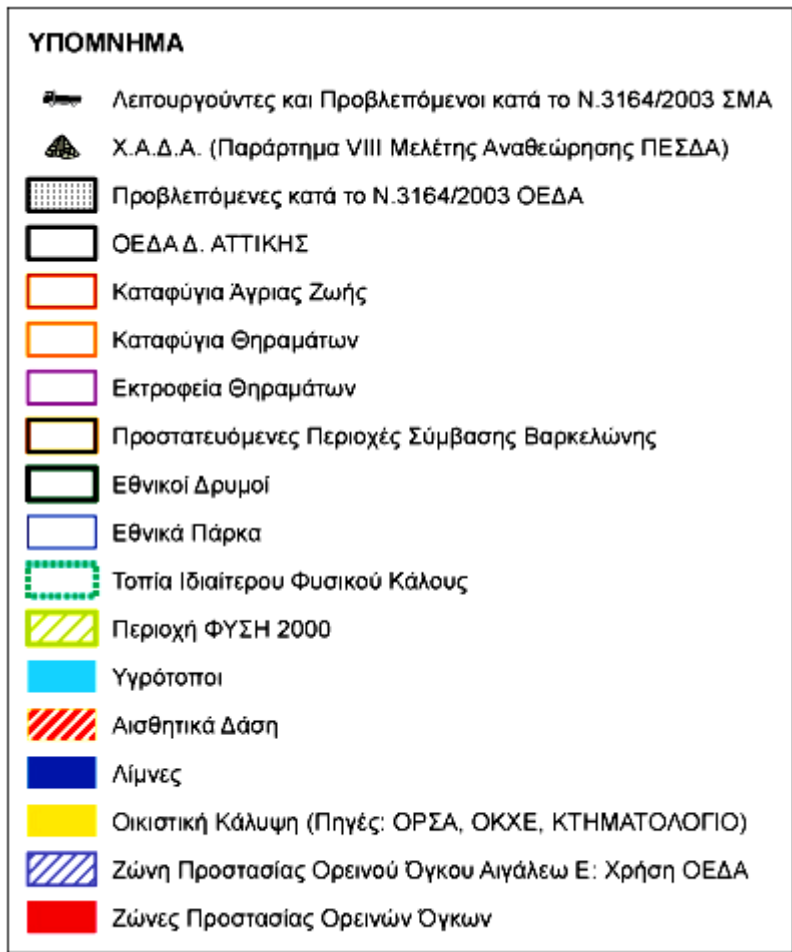 ΥΠΟΜΝΗΜΑ
Λειτουργούντες και Προβλεπόμενοι κατά το Ν.3164/2003 ΣΜΑ
Χ.Α.Δ.Α. (Παράρτημα VIII Μελέτης Αναθεώρησης ΠΕΣΔΑ)
Προβλεπόμενες κατά το Ν.3164/2003 ΟΕΔΑ
ΟΕΔΑ Δ. ΑΤΤΙΚΗΣ
Καταφύγια Άγριας Ζωής
Καταφύγια Θηραμάτων
Εκτροφεία Θηραμάτων
Προστατευόμενες Περιοχές Σύμβασης Βαρκελώνης
Εθνικοί Δρυμοί
Εθνικά Πάρκα
Τοπία Ιδιαίτερου Φυσικού Κάλους
Περιοχή ΦΥΣΗ 2000
Υγρότοποι
Αισθητικά Δάση
Λίμνες
Οικιστική Κάλυψη (Πηγές: ΟΡΣΑ, ΟΚΧΕ, ΚΤΗΜΑΤΟΛΟΓΙΟ)
Ζώνη Προστασίας Ορεινού Όγκου Αιγάλεω Ε: Χρήση ΟΕΔΑ
Ζώνες Προστασίας Ορεινών Όγκων